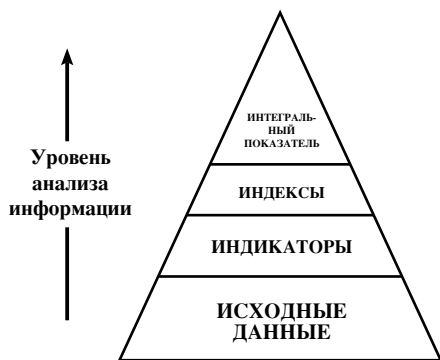 Уровень
анализа
информации
ИНТЕГРАЛЬ-
НЫЙ
ПОКАЗАТЕЛЬ
ИНДЕКСЫ
ИНДИКАТОРЫ
ИСХОДНЫЕ
ДАННЫЕ